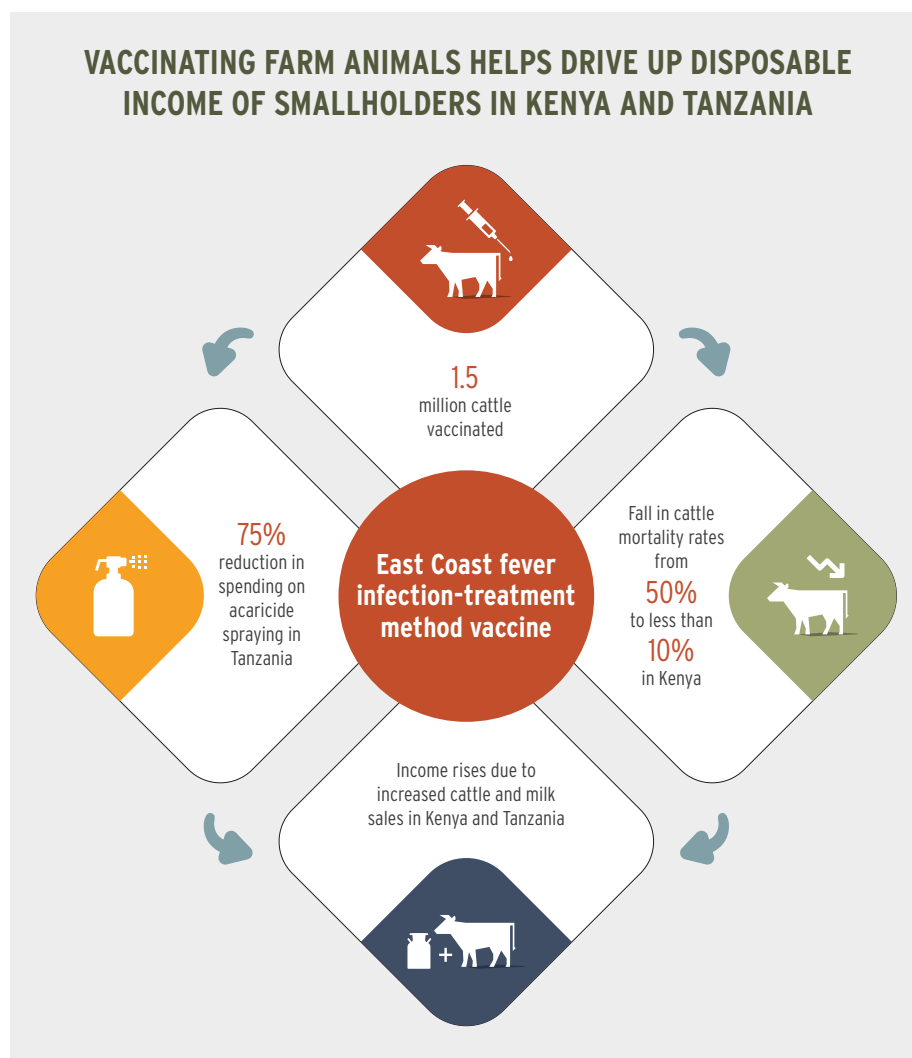 VACCINATING FARM ANIMALS HELPS DRIVE UP DISPOSABLE
INCOME OF SMALLHOLDERS IN KENYA AND TANZANIA
1.5
million cattle
vaccinated
75%
reduction in
spending on
acaricide
spraying in
Tanzania
East Coast fever
infection-treatment
method vaccine
Fall in cattle
mortality rates
from
50%
to less than
10%
in Kenya
Income rises due to
increased cattle and milk
sales in Kenya and Tanzania
+